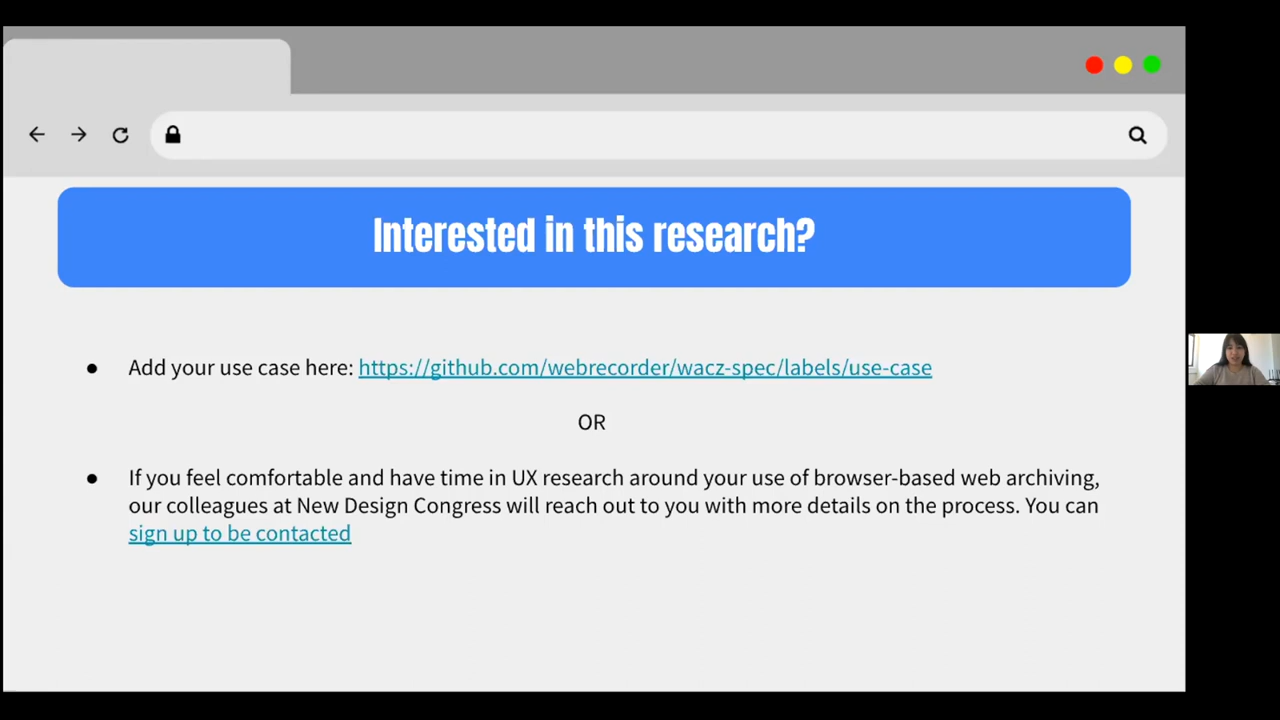 Interested in this research?
● Add your use case here: https://github.com/webrecorder/wacz-spec/labels/use-case
OR
● If you feel comfortable and have time in UX research around your use of browser-based web archiving,
our colleagues at New Design Congress will reach out to you with more details on the process. You can
sign up to be contacted